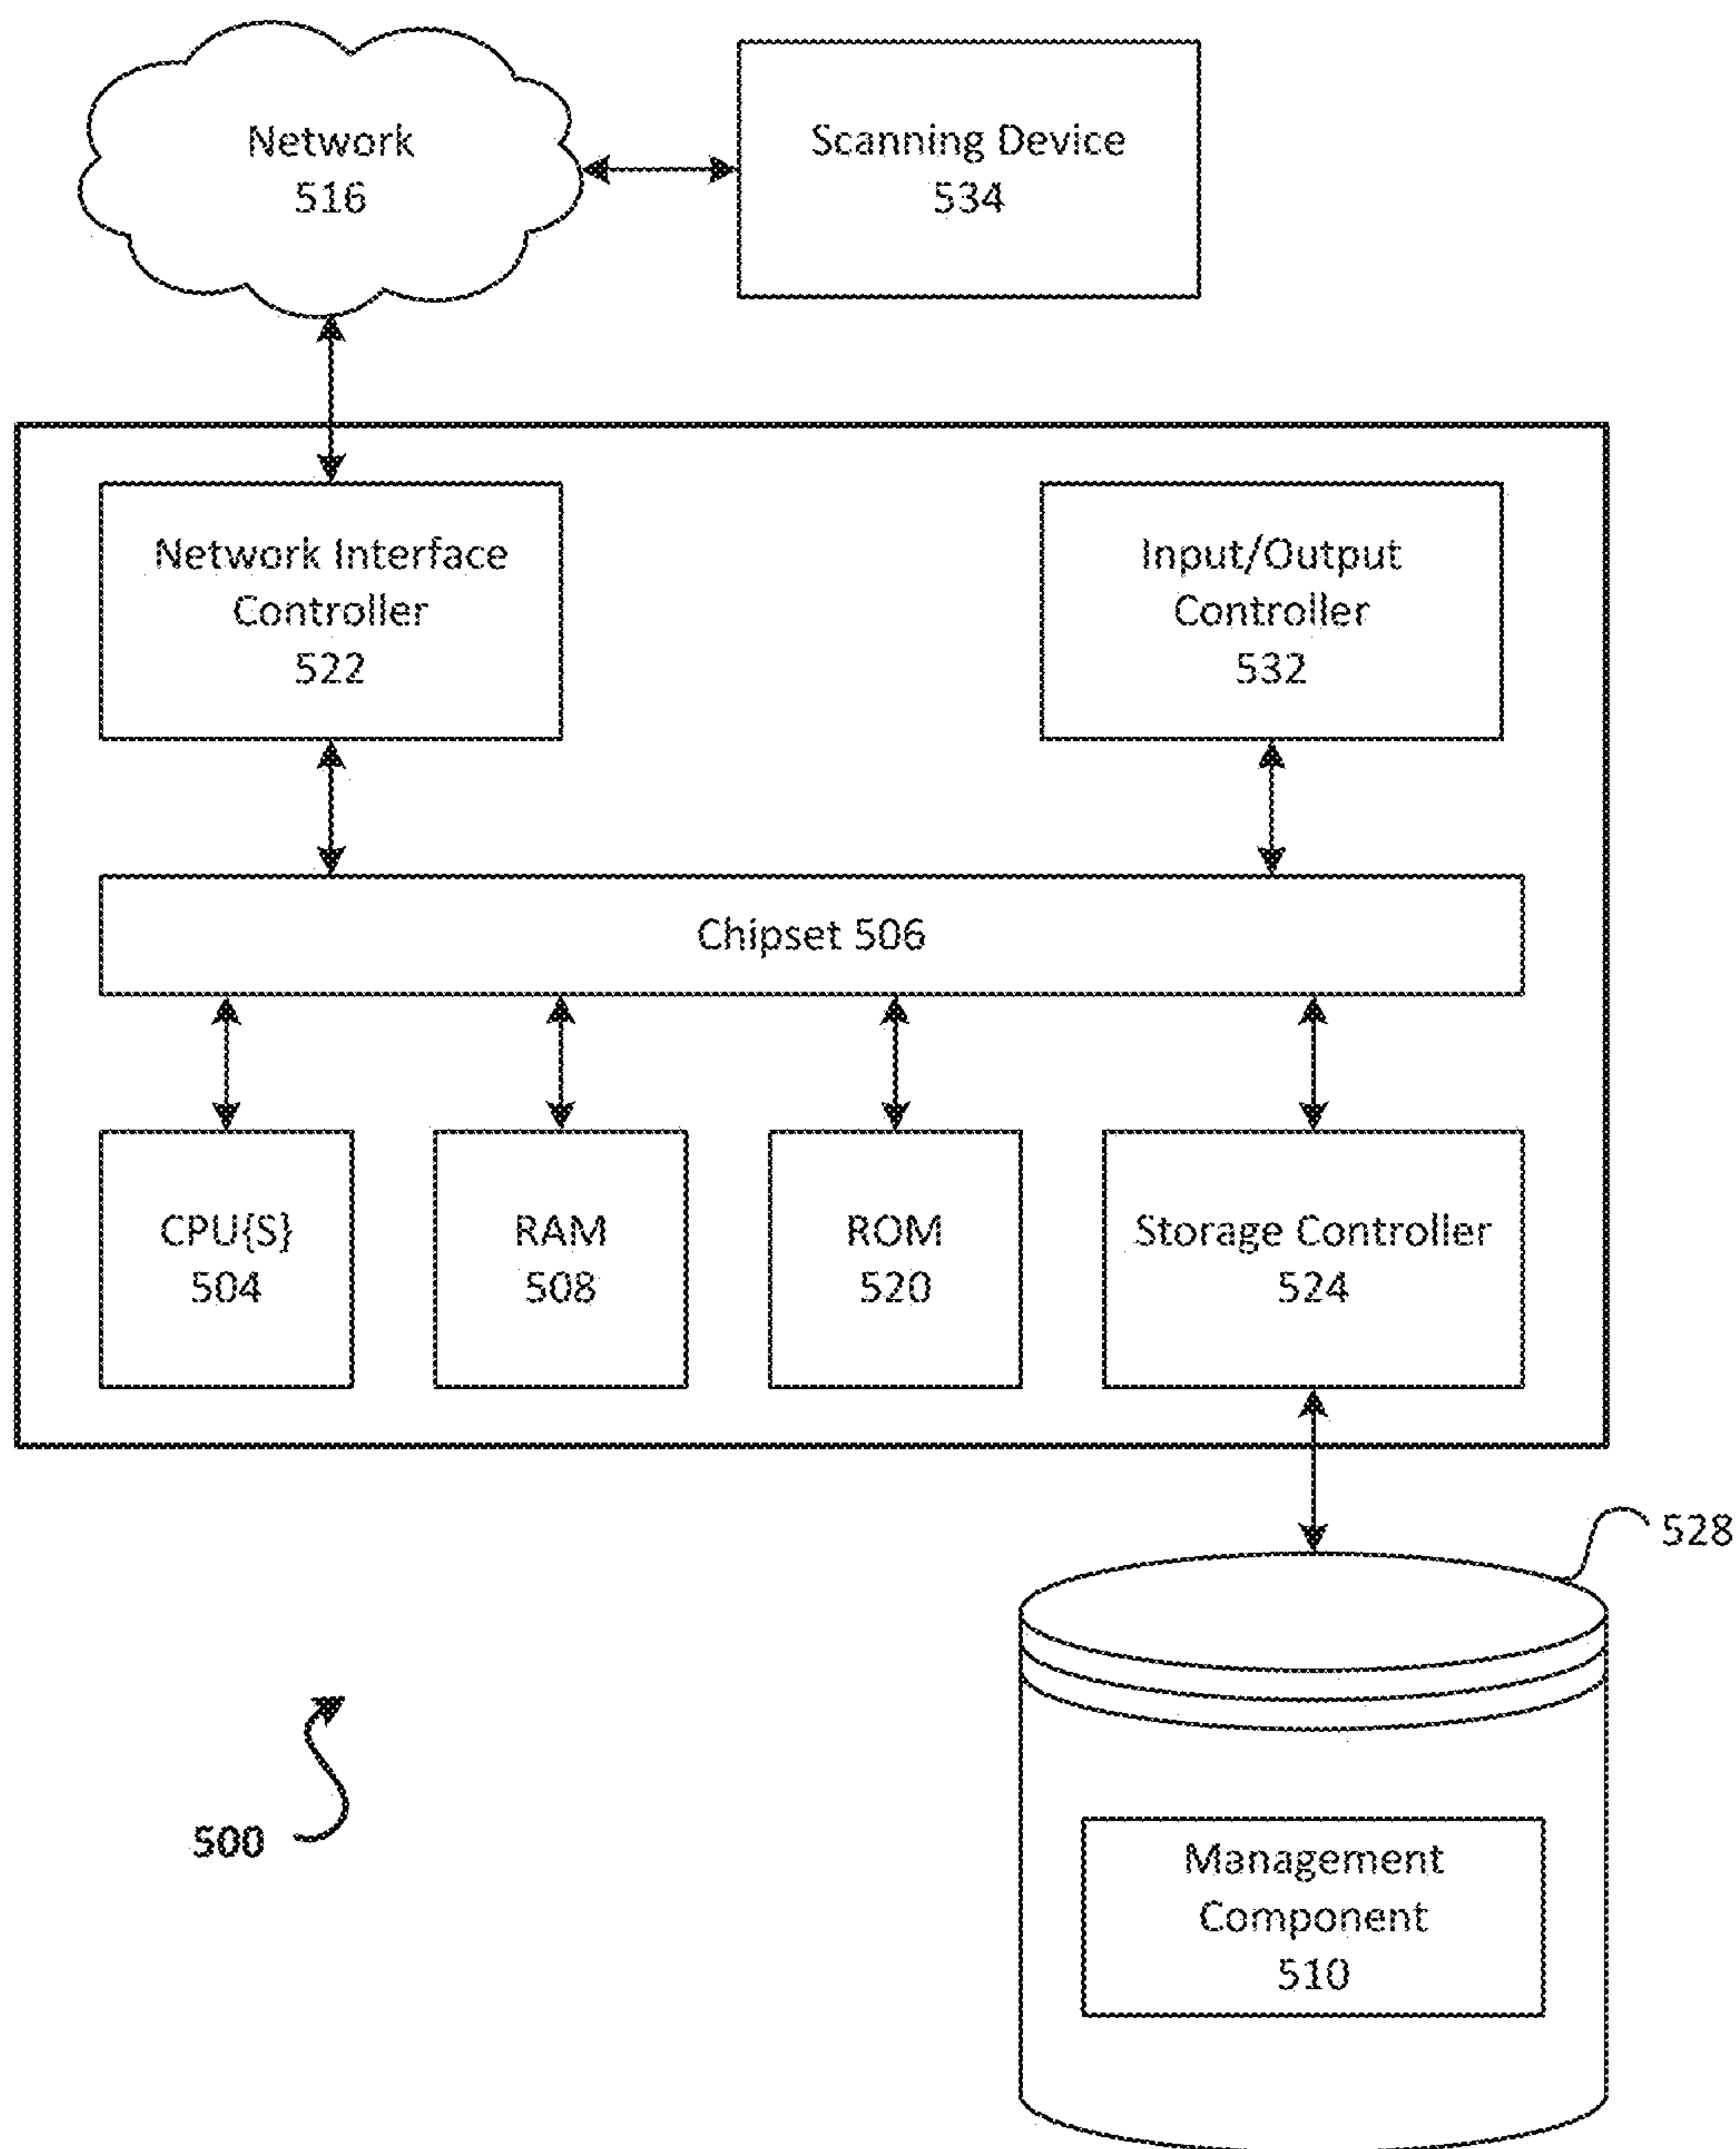 Network
516
Scanning Device
534
Network Interface
Controller
522
Input/Output
Controller
532
Chipset 506
CPU{S}
504
RAM
508
ROM
520
Storage Controller
524
528
500
Management
Component
510